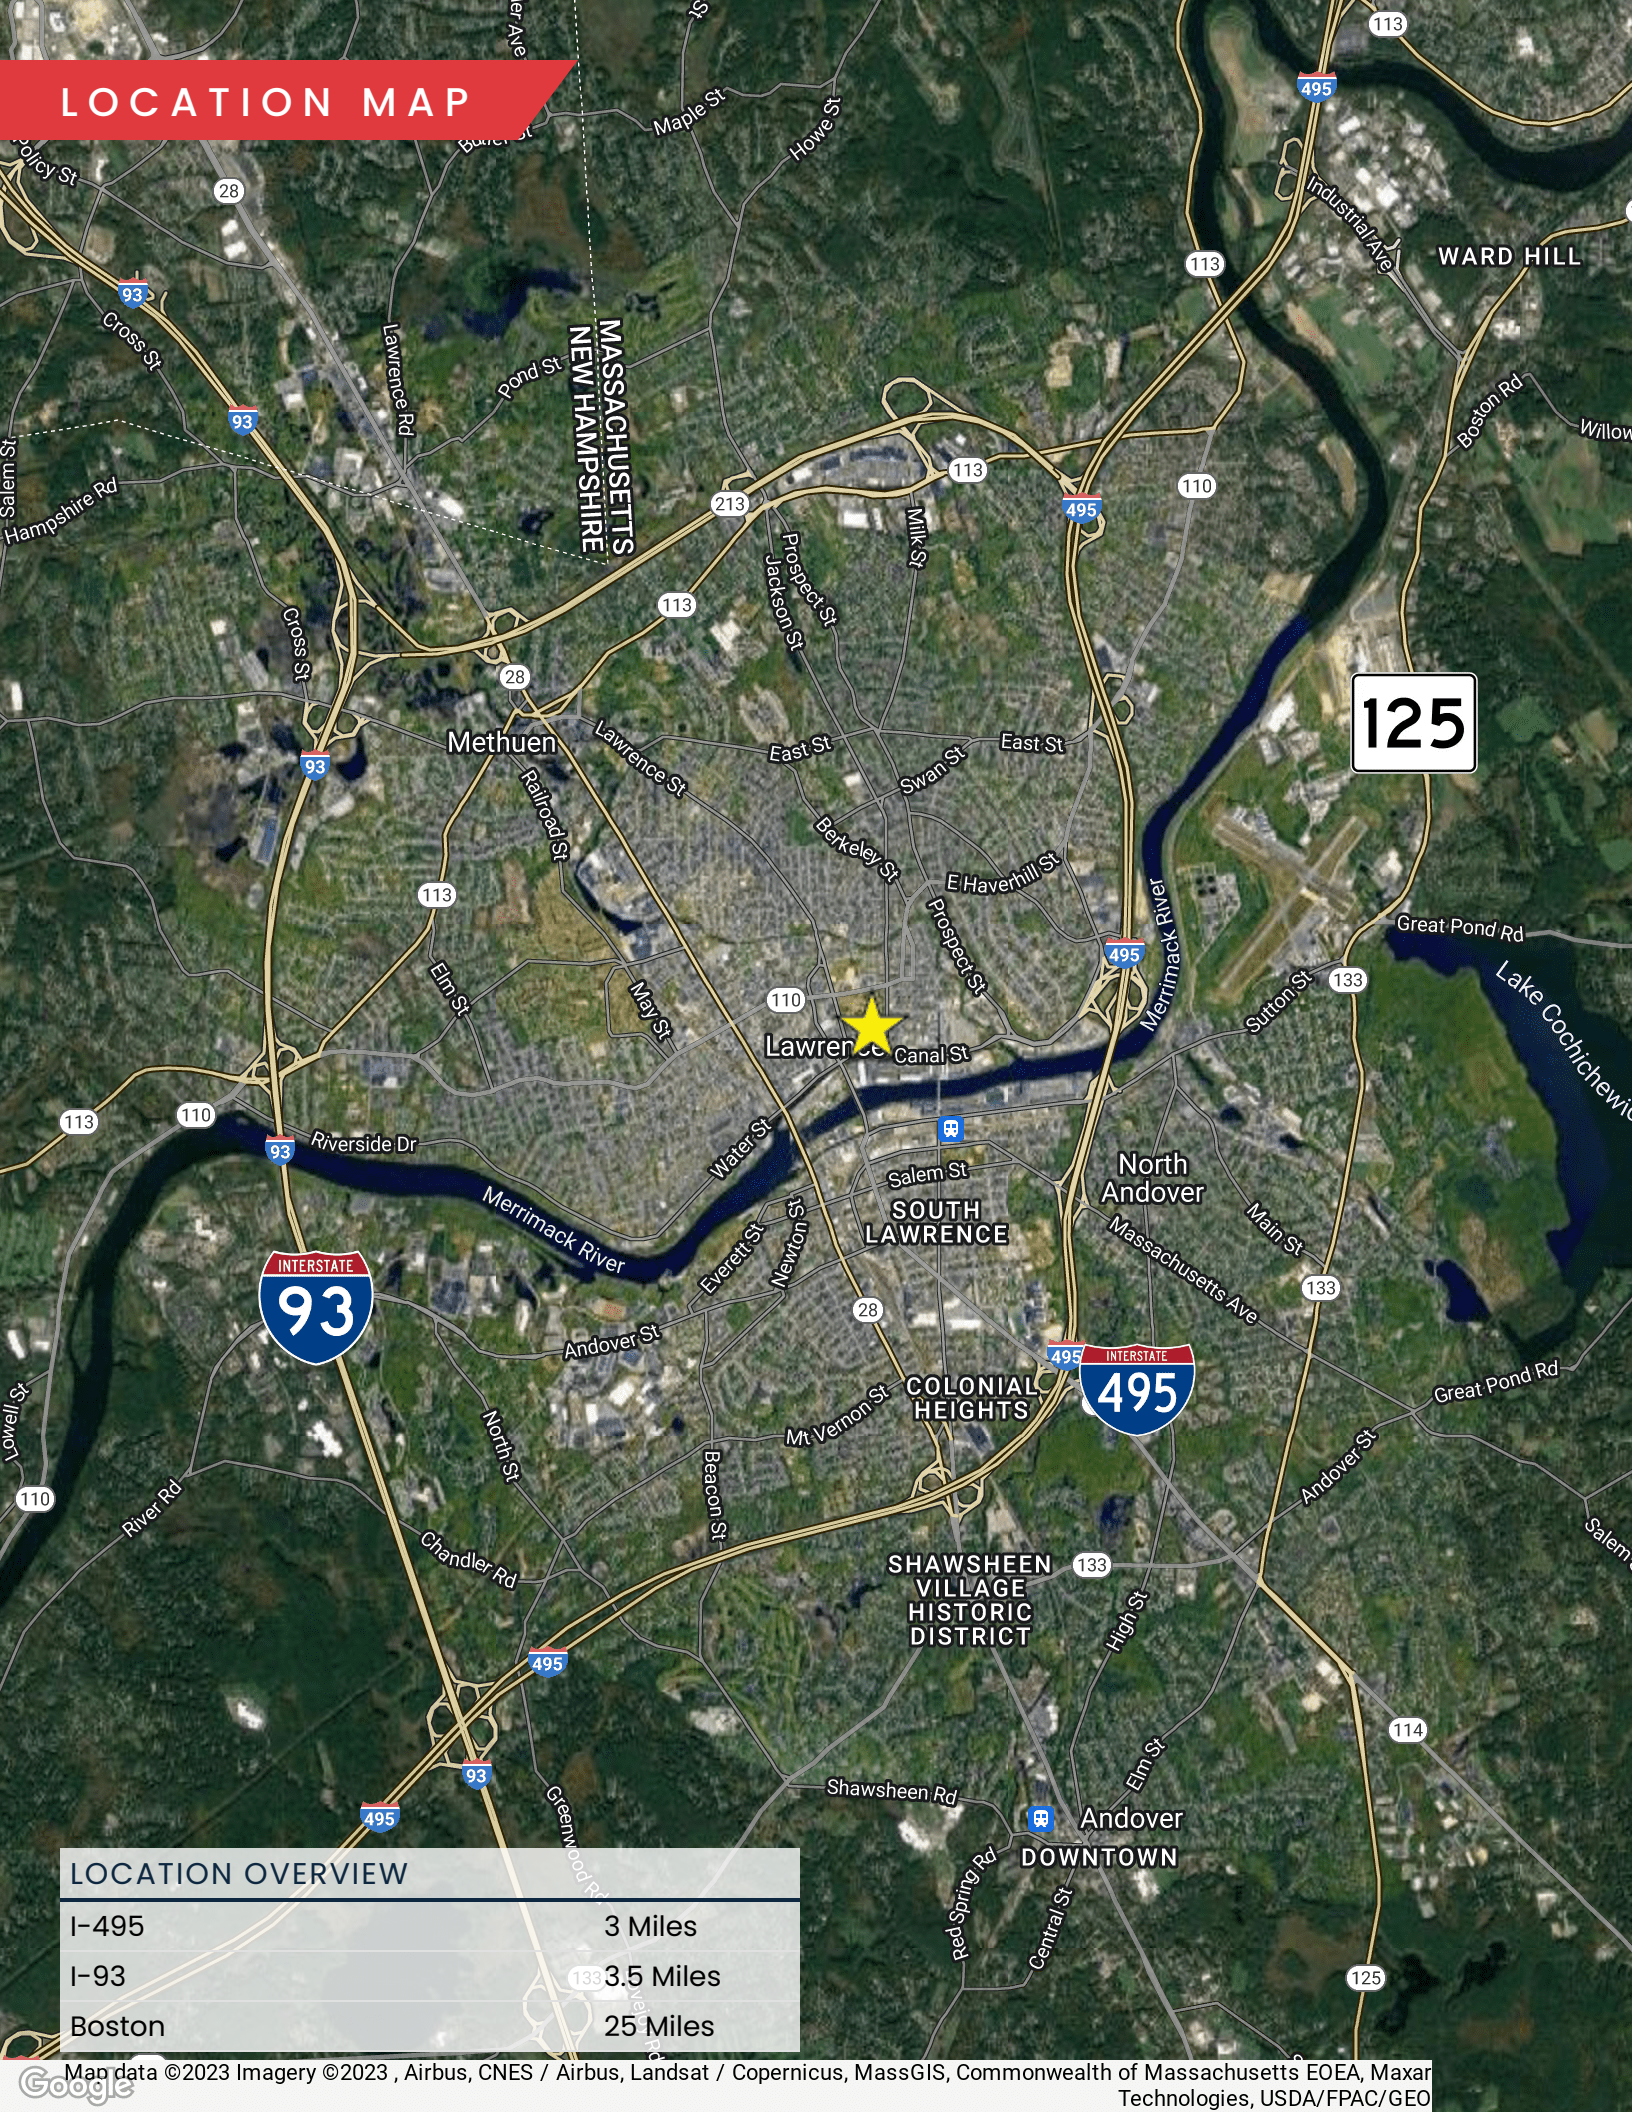 113
495
LOCATION MAP
Maple St
Howe St
Policy St
28
Industrial Ave
WARD HILL
113
93
Cross St
Lawrence Rd
Pond St
MASSACHUSETTS
NEW HAMPSHIRE
Boston Rd
93
Willow
Salem St
Hampshire Rd
213
113
110
495
Milk St
Prospect St
Jackson St
113
Cross St
28
125
Methuen
Lawrence St
East St
East St
93
Swan St
Railroad St
Berkeley St
E Haverhill St
113
Prospect St
Great Pond Rd
495
Merrimack River
Elm St
May St
110
Sutton St
133
Lake Cochichewick
Lawrence
Canal St
113
110
93
Riverside Dr
Water St
North
Andover
Salem St
SOUTH
LAWRENCE
Merrimack River
Everett St
Newton St
Massachusetts Ave
Main St
133
INTERSTATE
93
28
Andover St
495
INTERSTATE
495
COLONIAL
HEIGHTS
Great Pond Rd
Lowell St
North St
Mt Vernon St
Beacon St
Andover St
110
River Rd
Chandler Rd
SHAWSHEEN
VILLAGE
HISTORIC
DISTRICT
133
High St
Salem
495
114
93
495
Greenwood Rd
Shawsheen Rd
Elm St
Andover
DOWNTOWN
Red Spring Rd
Central St
LOCATION OVERVIEW
I-495 3 Miles
I-93 3.5 Miles
Boston 25 Miles
133
125
Map data ©2023 Imagery ©2023 , Airbus, CNES / Airbus, Landsat / Copernicus, MassGIS, Commonwealth of Massachusetts EOEA, Maxar
Technologies, USDA/FPAC/GEO
Google